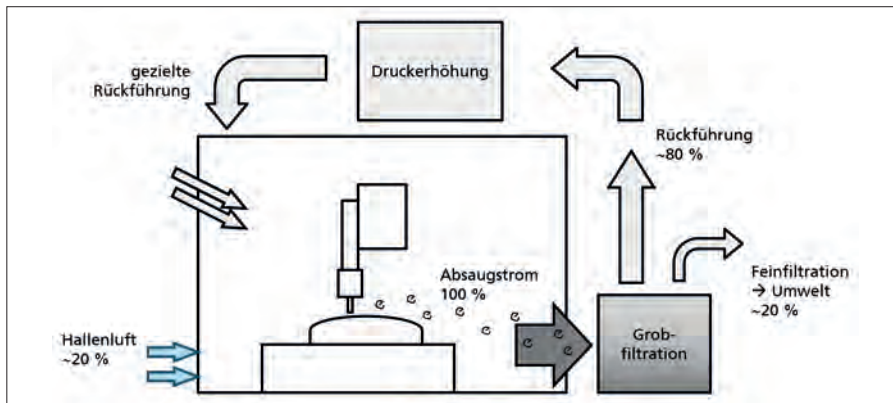 gezielte
Rückführung
Druckerhöhung
Rückführung
~80 %
Absaugstrom
100 %
Feinfiltration
→ Umwelt
~20 %
Hallenluft
~20 %
Grob-
filtration